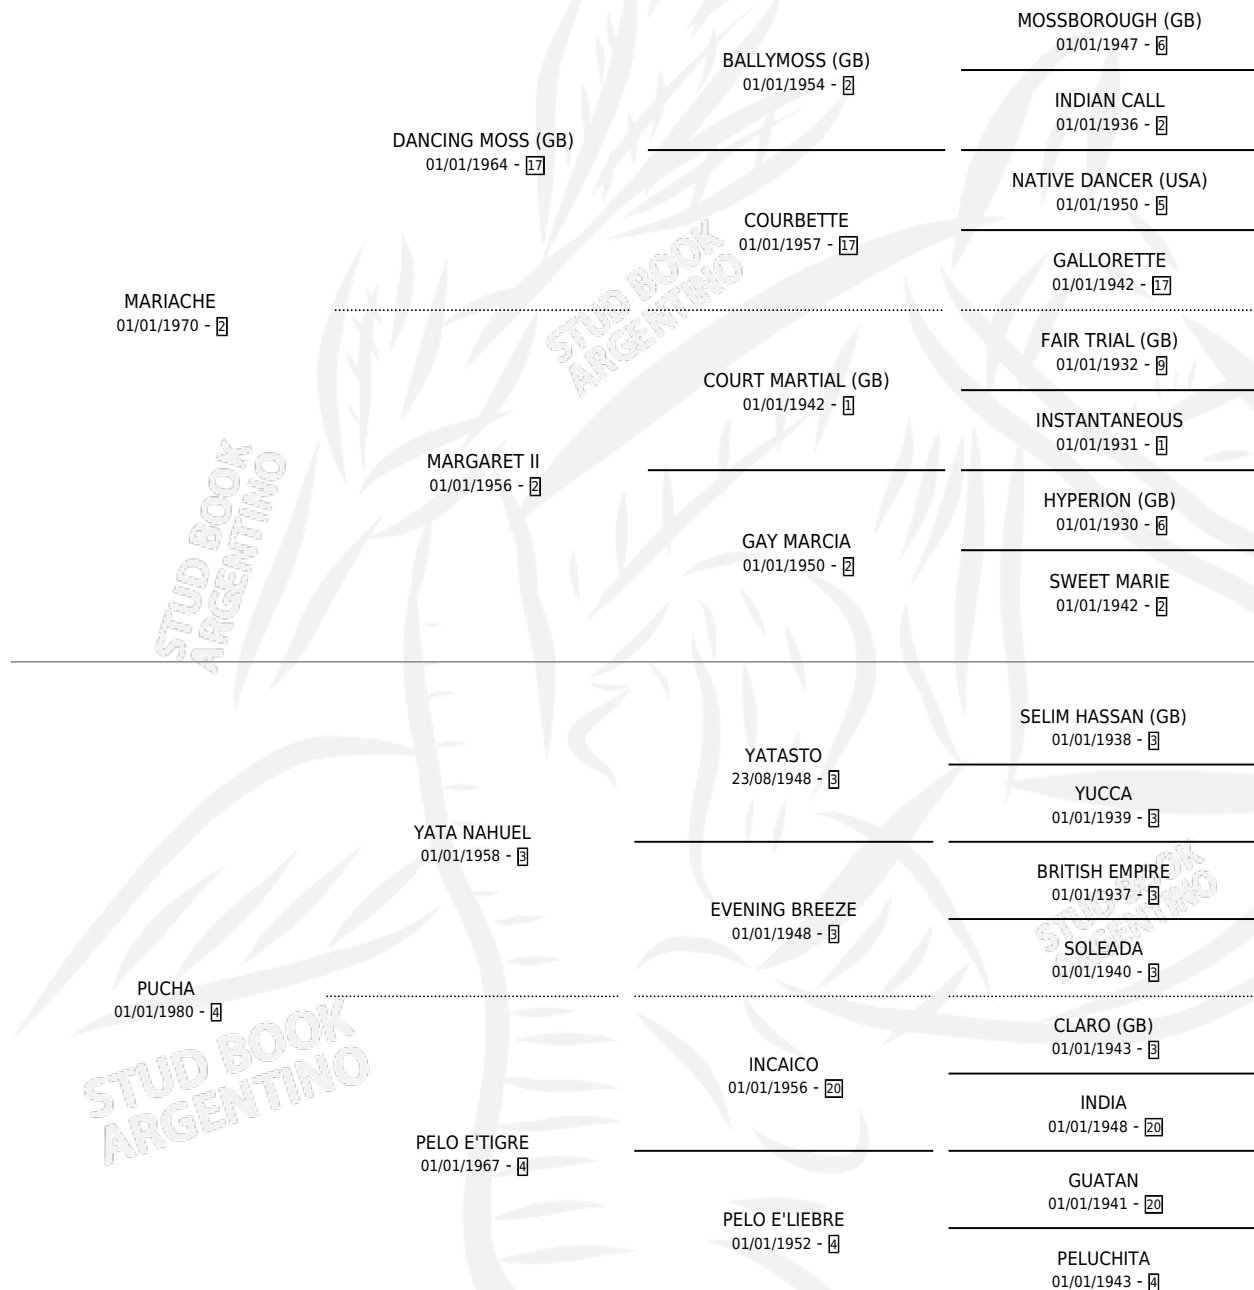 MOSSBOROUGH (GB)
01/01/1947 - 6
BALLYMOSS (GB)
01/01/1954 - 2
INDIAN CALL
01/01/1936 - 2
DANCING MOSS (GB)
01/01/1964 - 17
NATIVE DANCER (USA)
01/01/1950 - 5
COURBETTE
01/01/1957 - 17
GALLORETTE
01/01/1942 - 17
MARIACHE
01/01/1970 - 2
STUD BOOK
ARGENTINO
FAIR TRIAL (GB)
01/01/1932 - 9
COURT MARTIAL (GB)
01/01/1942 - 1
INSTANTANEOUS
01/01/1931 - 1
MARGARET II
01/01/1956 - 2
HYPERION (GB)
01/01/1930 - 6
GAY MARCIA
01/01/1950 - 2
SWEET MARIE
01/01/1942 - 2
STUD BOOK
ARGENTINO
SELIM HASSAN (GB)
01/01/1938 - 3
YATASTO
23/08/1948 - 3
YUCCA
01/01/1939 - 3
YATA NAHUEL
01/01/1958 - 3
BRITISH EMPIRE
01/01/1937 - 3
EVENING BREEZE
01/01/1948 - 3
SOLEADA
01/01/1940 - 3
STUD BOOK
ARGENTINO
PUCHA
01/01/1980 - 4
STUD BOOK
ARGENTINO
CLARO (GB)
01/01/1943 - 3
INCAICO
01/01/1956 - 20
INDIA
01/01/1948 - 20
PELO E'TIGRE
01/01/1967 - 4
GUATAN
01/01/1941 - 20
PELO E'LIEBRE
01/01/1952 - 4
PELUCHITA
01/01/1943 - 4